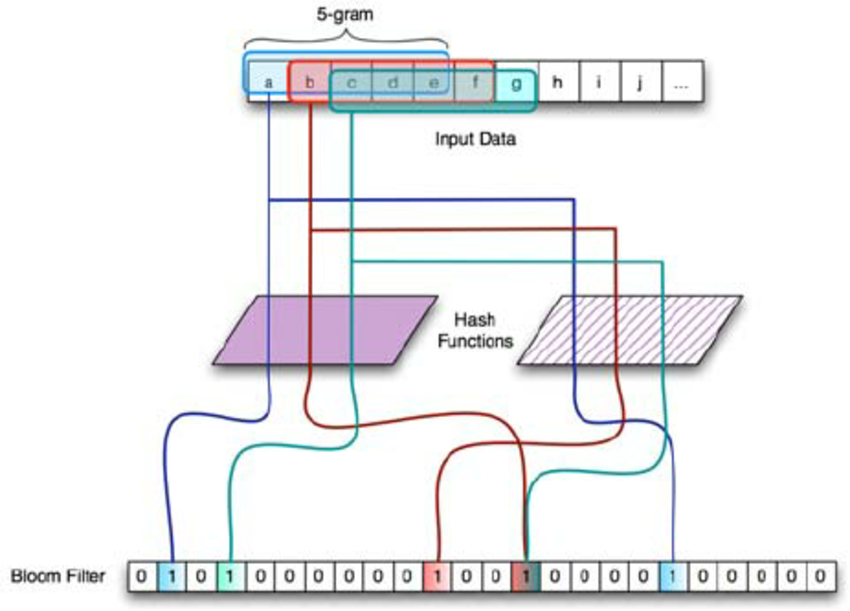 5-gram
a b c d e f g h i j ...
Input Data
Hash
Functions
Bloom Filter 0 1 0 1 0 0 0 0 0 0 1 0 0 1 0 0 0 0 1 0 0 0 0 0